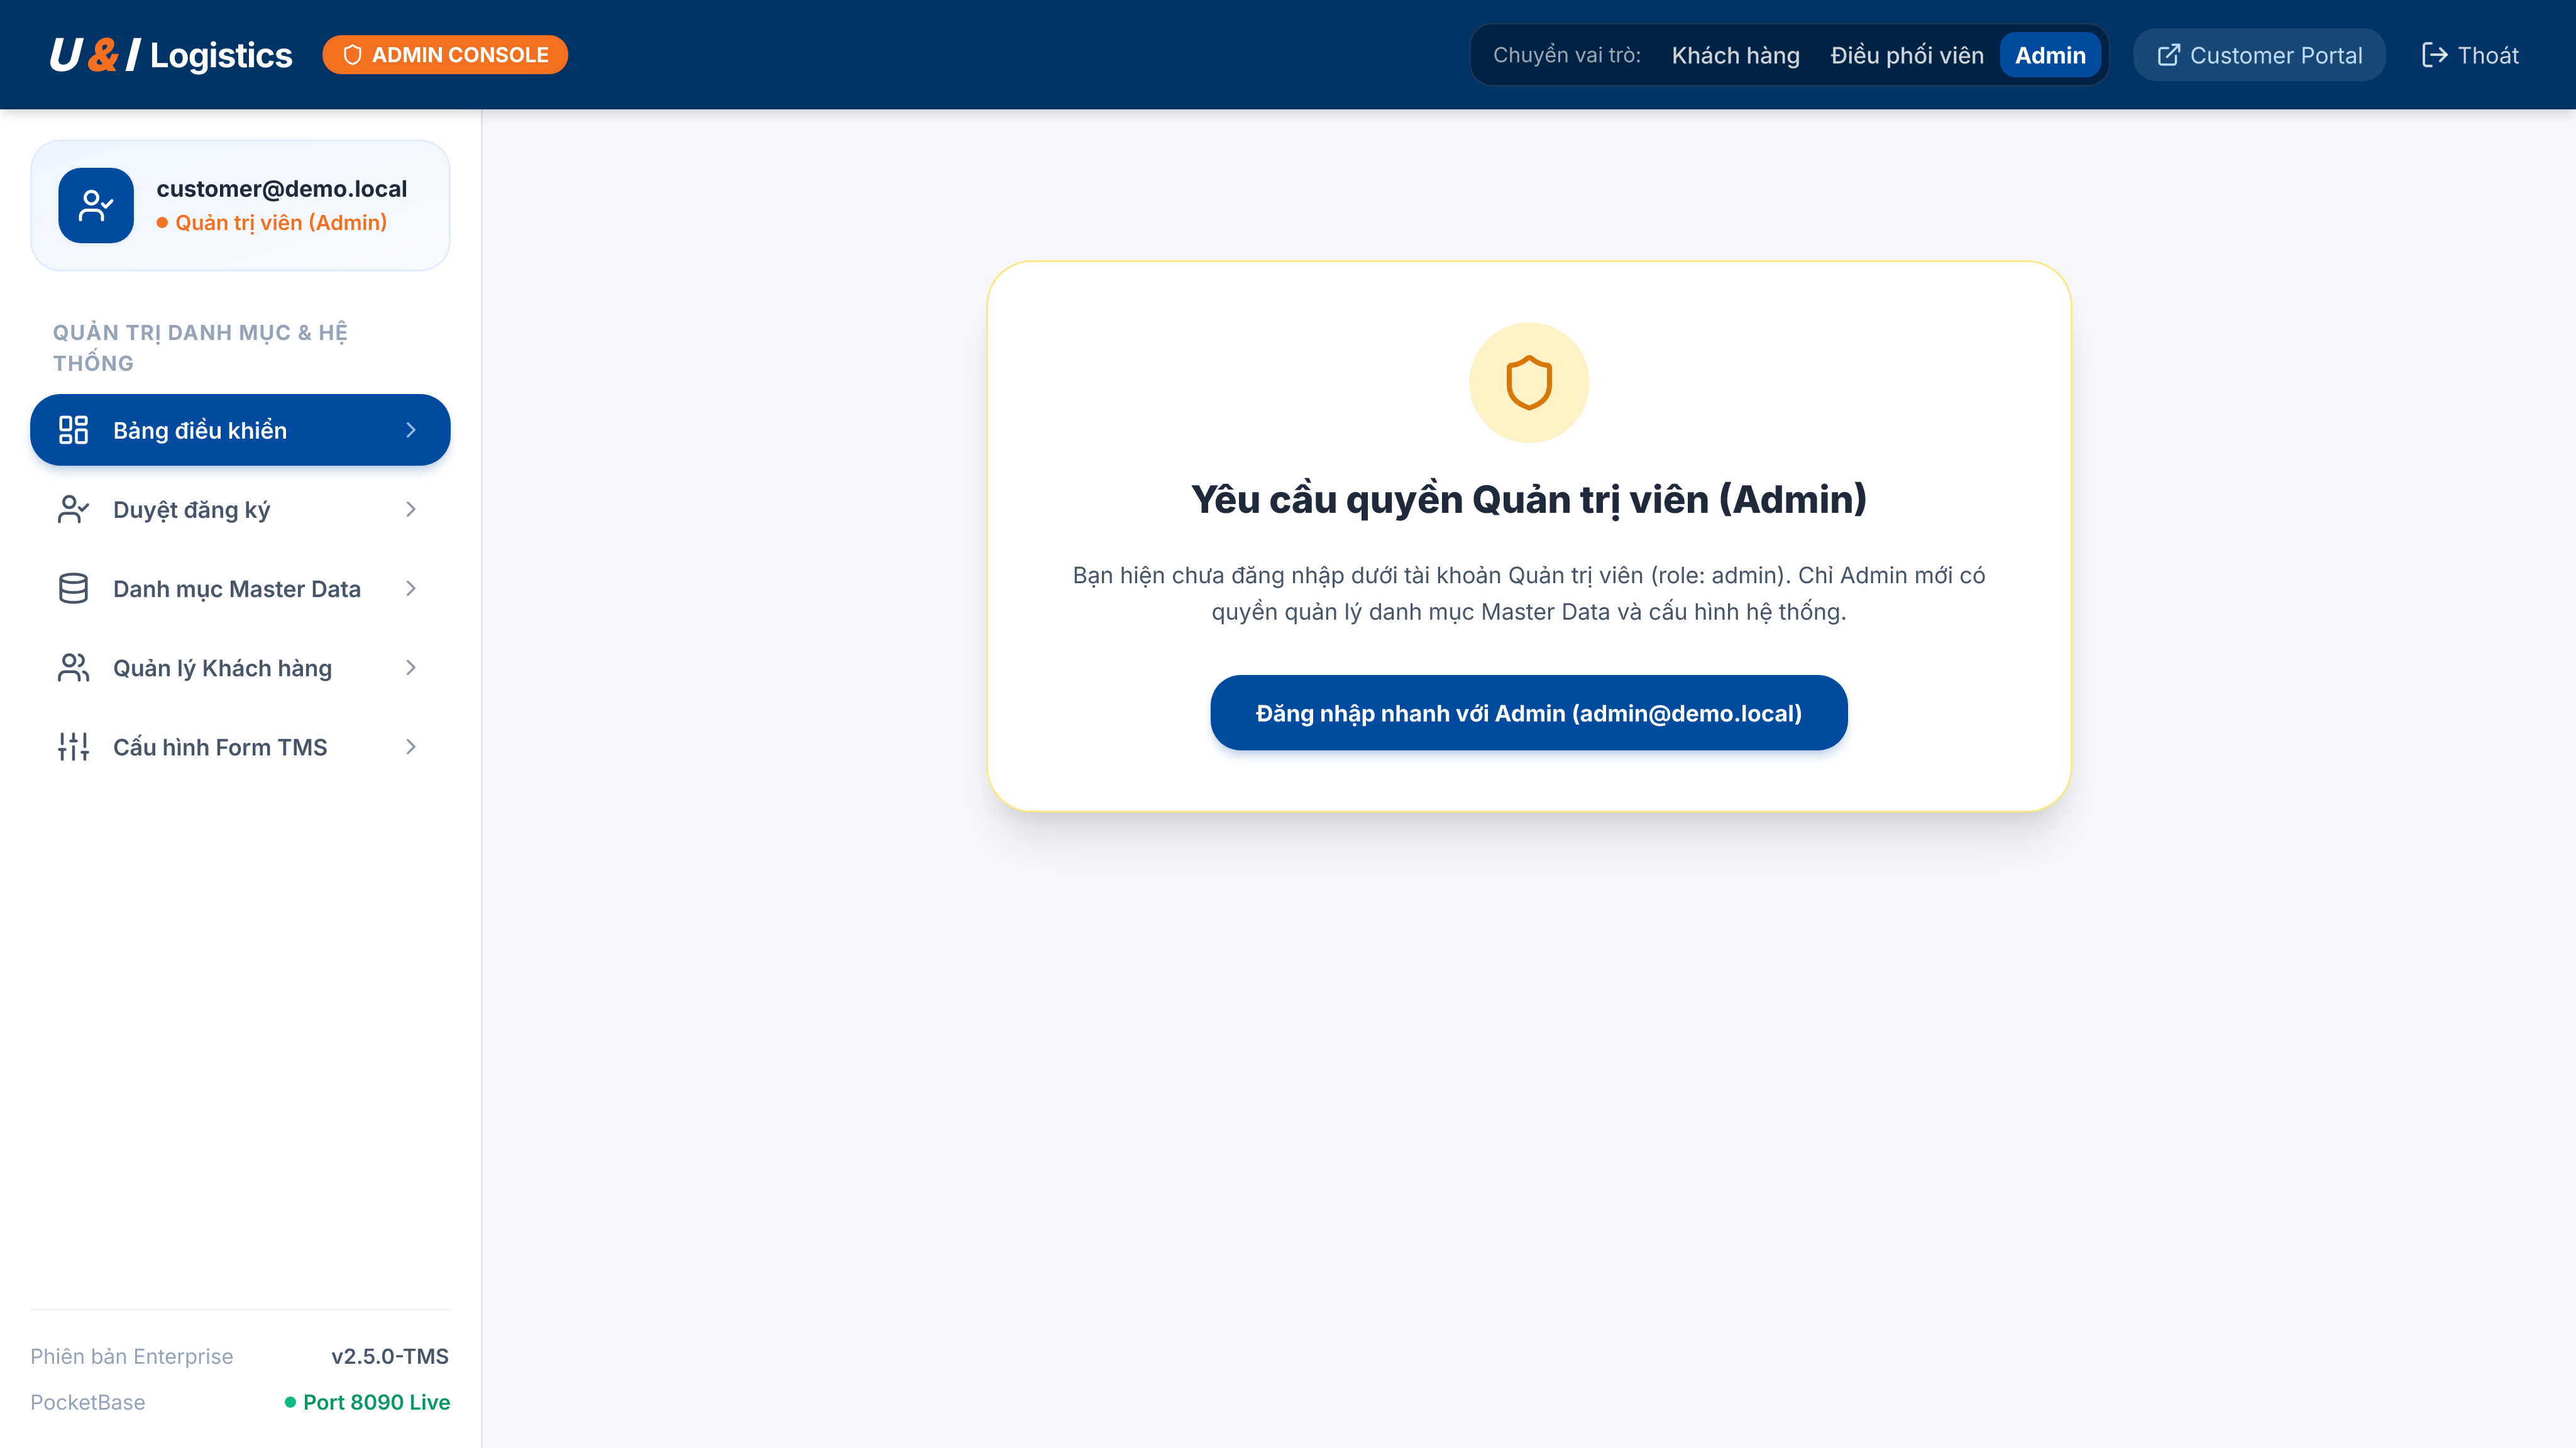 U&I Logistics
ADMIN CONSOLE
Chuyển vai trò:
Khách hàng
Điều phối viên
Admin
Customer Portal
Thoát
customer@demo.local
Quản trị viên (Admin)
QUẢN TRỊ DANH MỤC & HỆ
THỐNG
Bảng điều khiển
Duyệt đăng ký
Danh mục Master Data
Quản lý Khách hàng
Cấu hình Form TMS
Yêu cầu quyền Quản trị viên (Admin)
Bạn hiện chưa đăng nhập dưới tài khoản Quản trị viên (role: admin). Chỉ Admin mới có
quyền quản lý danh mục Master Data và cấu hình hệ thống.
Đăng nhập nhanh với Admin (admin@demo.local)
Phiên bản Enterprise
v2.5.0-TMS
PocketBase
Port 8090 Live